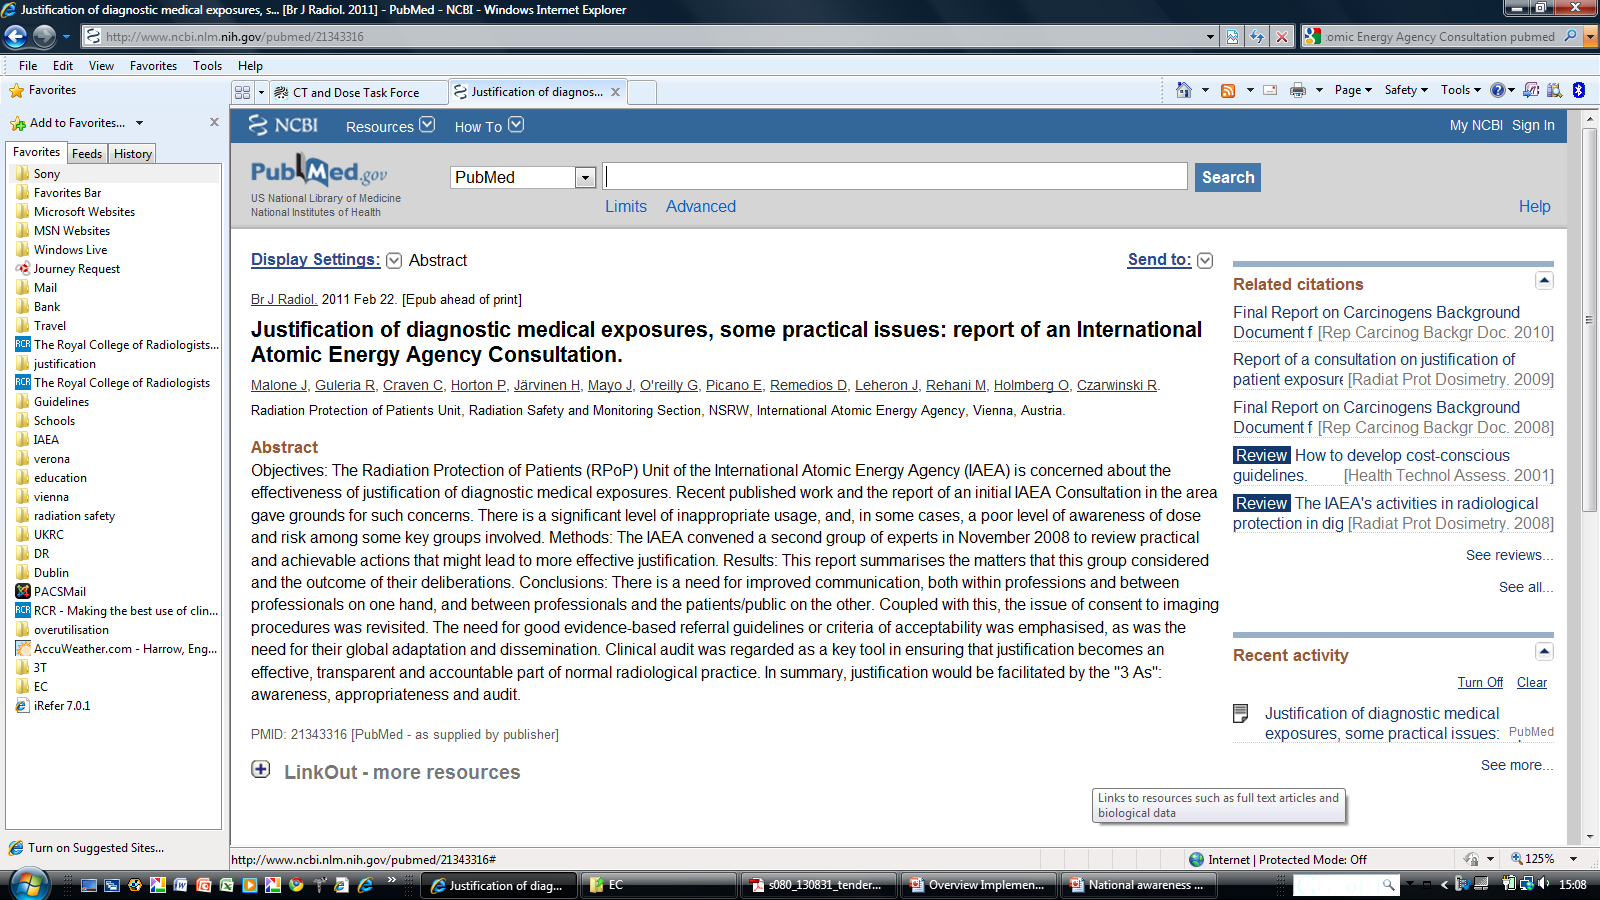 Justification of diagnostic medical exposures, s... [Br J Radiol. 2011] - PubMed - NCBI - Windows Internet Explorer
http://www.ncbi.nlm.nih.gov/pubmed/21343316
omic Energy Agency Consultation pubmed
File Edit View Favorites Tools Help
Favorites
CT and Dose Task Force
Justification of diagnos...
Page Safety Tools
Add to Favorites...
Favorites Feeds History
Sony
Favorites Bar
Microsoft Websites
MSN Websites
Windows Live
Journey Request
Mail
Bank
Travel
The Royal College of Radiologists...
justification
The Royal College of Radiologists
Guidelines
Schools
IAEA
verona
education
vienna
radiation safety
UKRC
DR
Dublin
PACSMail
RCR - Making the best use of clin...
overutilisation
AccuWeather.com - Harrow, Eng...
3T
EC
iRefer 7.0.1
Turn on Suggested Sites...
NCBI Resources How To
My NCBI Sign In
PubMed.gov
US National Library of Medicine
National Institutes of Health
PubMed
Search
Limits Advanced
Help
Display Settings: Abstract
Send to:
Br J Radiol. 2011 Feb 22. [Epub ahead of print]
Justification of diagnostic medical exposures, some practical issues: report of an International
Atomic Energy Agency Consultation.
Malone J, Guleria R, Craven C, Horton P, Järvinen H, Mayo J, O'reilly G, Picano E, Remedios D, Leheron J, Rehani M, Holmberg O, Czarwinski R.
Radiation Protection of Patients Unit, Radiation Safety and Monitoring Section, NSRW, International Atomic Energy Agency, Vienna, Austria.
Abstract
Objectives: The Radiation Protection of Patients (RPoP) Unit of the International Atomic Energy Agency (IAEA) is concerned about the
effectiveness of justification of diagnostic medical exposures. Recent published work and the report of an initial IAEA Consultation in the area
gave grounds for such concerns. There is a significant level of inappropriate usage, and, in some cases, a poor level of awareness of dose
and risk among some key groups involved. Methods: The IAEA convened a second group of experts in November 2008 to review practical
and achievable actions that might lead to more effective justification. Results: This report summarises the matters that this group considered
and the outcome of their deliberations. Conclusions: There is a need for improved communication, both within professions and between
professionals on one hand, and between professionals and the patients/public on the other. Coupled with this, the issue of consent to imaging
procedures was revisited. The need for good evidence-based referral guidelines or criteria of acceptability was emphasised, as was the
need for their global adaptation and dissemination. Clinical audit was regarded as a key tool in ensuring that justification becomes an
effective, transparent and accountable part of normal radiological practice. In summary, justification would be facilitated by the "3 As":
awareness, appropriateness and audit.
PMID: 21343316 [PubMed - as supplied by publisher]
LinkOut - more resources
Related citations
Final Report on Carcinogens Background
Document f [Rep Carcinog Backgr Doc. 2010]
Report of a consultation on justification of
patient exposure [Radiat Prot Dosimetry. 2009]
Final Report on Carcinogens Background
Document f [Rep Carcinog Backgr Doc. 2008]
Review How to develop cost-conscious
guidelines. [Health Technol Assess. 2001]
Review The IAEA's activities in radiological
protection in dig [Radiat Prot Dosimetry. 2008]
See reviews...
See all...
Recent activity
Turn Off Clear
Justification of diagnostic medical
exposures, some practical issues: PubMed
See more...
Links to resources such as full text articles and
biological data
http://www.ncbi.nlm.nih.gov/pubmed/21343316#
Internet | Protected Mode: Off
125%
Justification of diag...
EC
s080_130831_tender...
Overview Implemen...
National awareness ...
15:08